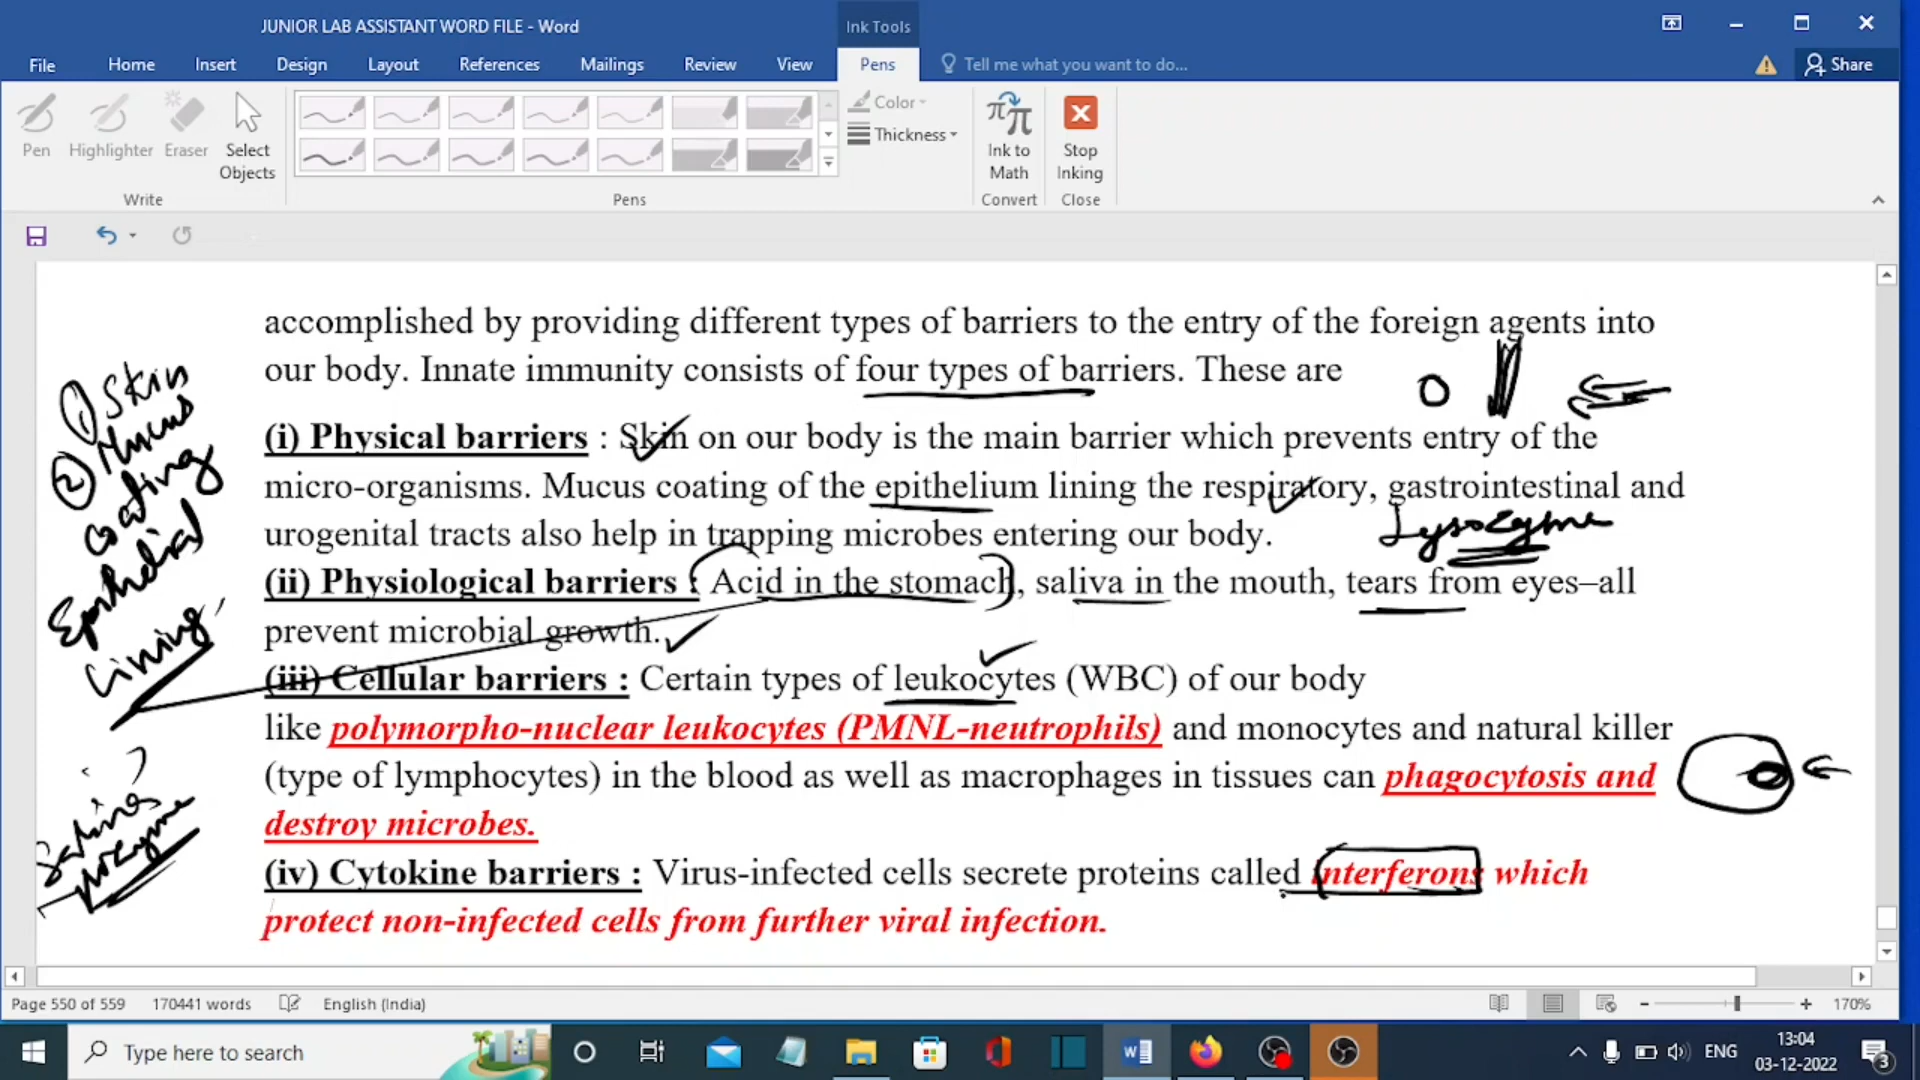 JUNIOR LAB ASSISTANT WORD FILE - Word
Ink Tools
File Home Insert Design Layout References Mailings Review View Pens Tell me what you want to do... Share
Pen Highlighter Eraser Select Objects
Write
Pens
Color
Thickness
Ink to Math
Convert
Stop Inking
Close
accomplished by providing different types of barriers to the entry of the foreign agents into
our body. Innate immunity consists of four types of barriers. These are
(i) Physical barriers : Skin on our body is the main barrier which prevents entry of the
micro-organisms. Mucus coating of the epithelium lining the respiratory, gastrointestinal and
urogenital tracts also help in trapping microbes entering our body.
Lysozyme
(ii) Physiological barriers : Acid in the stomach, saliva in the mouth, tears from eyes–all
prevent microbial growth.
(iii) Cellular barriers : Certain types of leukocytes (WBC) of our body
like polymorpho-nuclear leukocytes (PMNL-neutrophils) and monocytes and natural killer
(type of lymphocytes) in the blood as well as macrophages in tissues can phagocytosis and
destroy microbes.
(iv) Cytokine barriers : Virus-infected cells secrete proteins called interferons which
protect non-infected cells from further viral infection.
① Skin
② Mucus
Coating
Epithelial
Lining
Page 550 of 559 170441 words English (India) 170%
Type here to search
ENG
13:04
03-12-2022
3